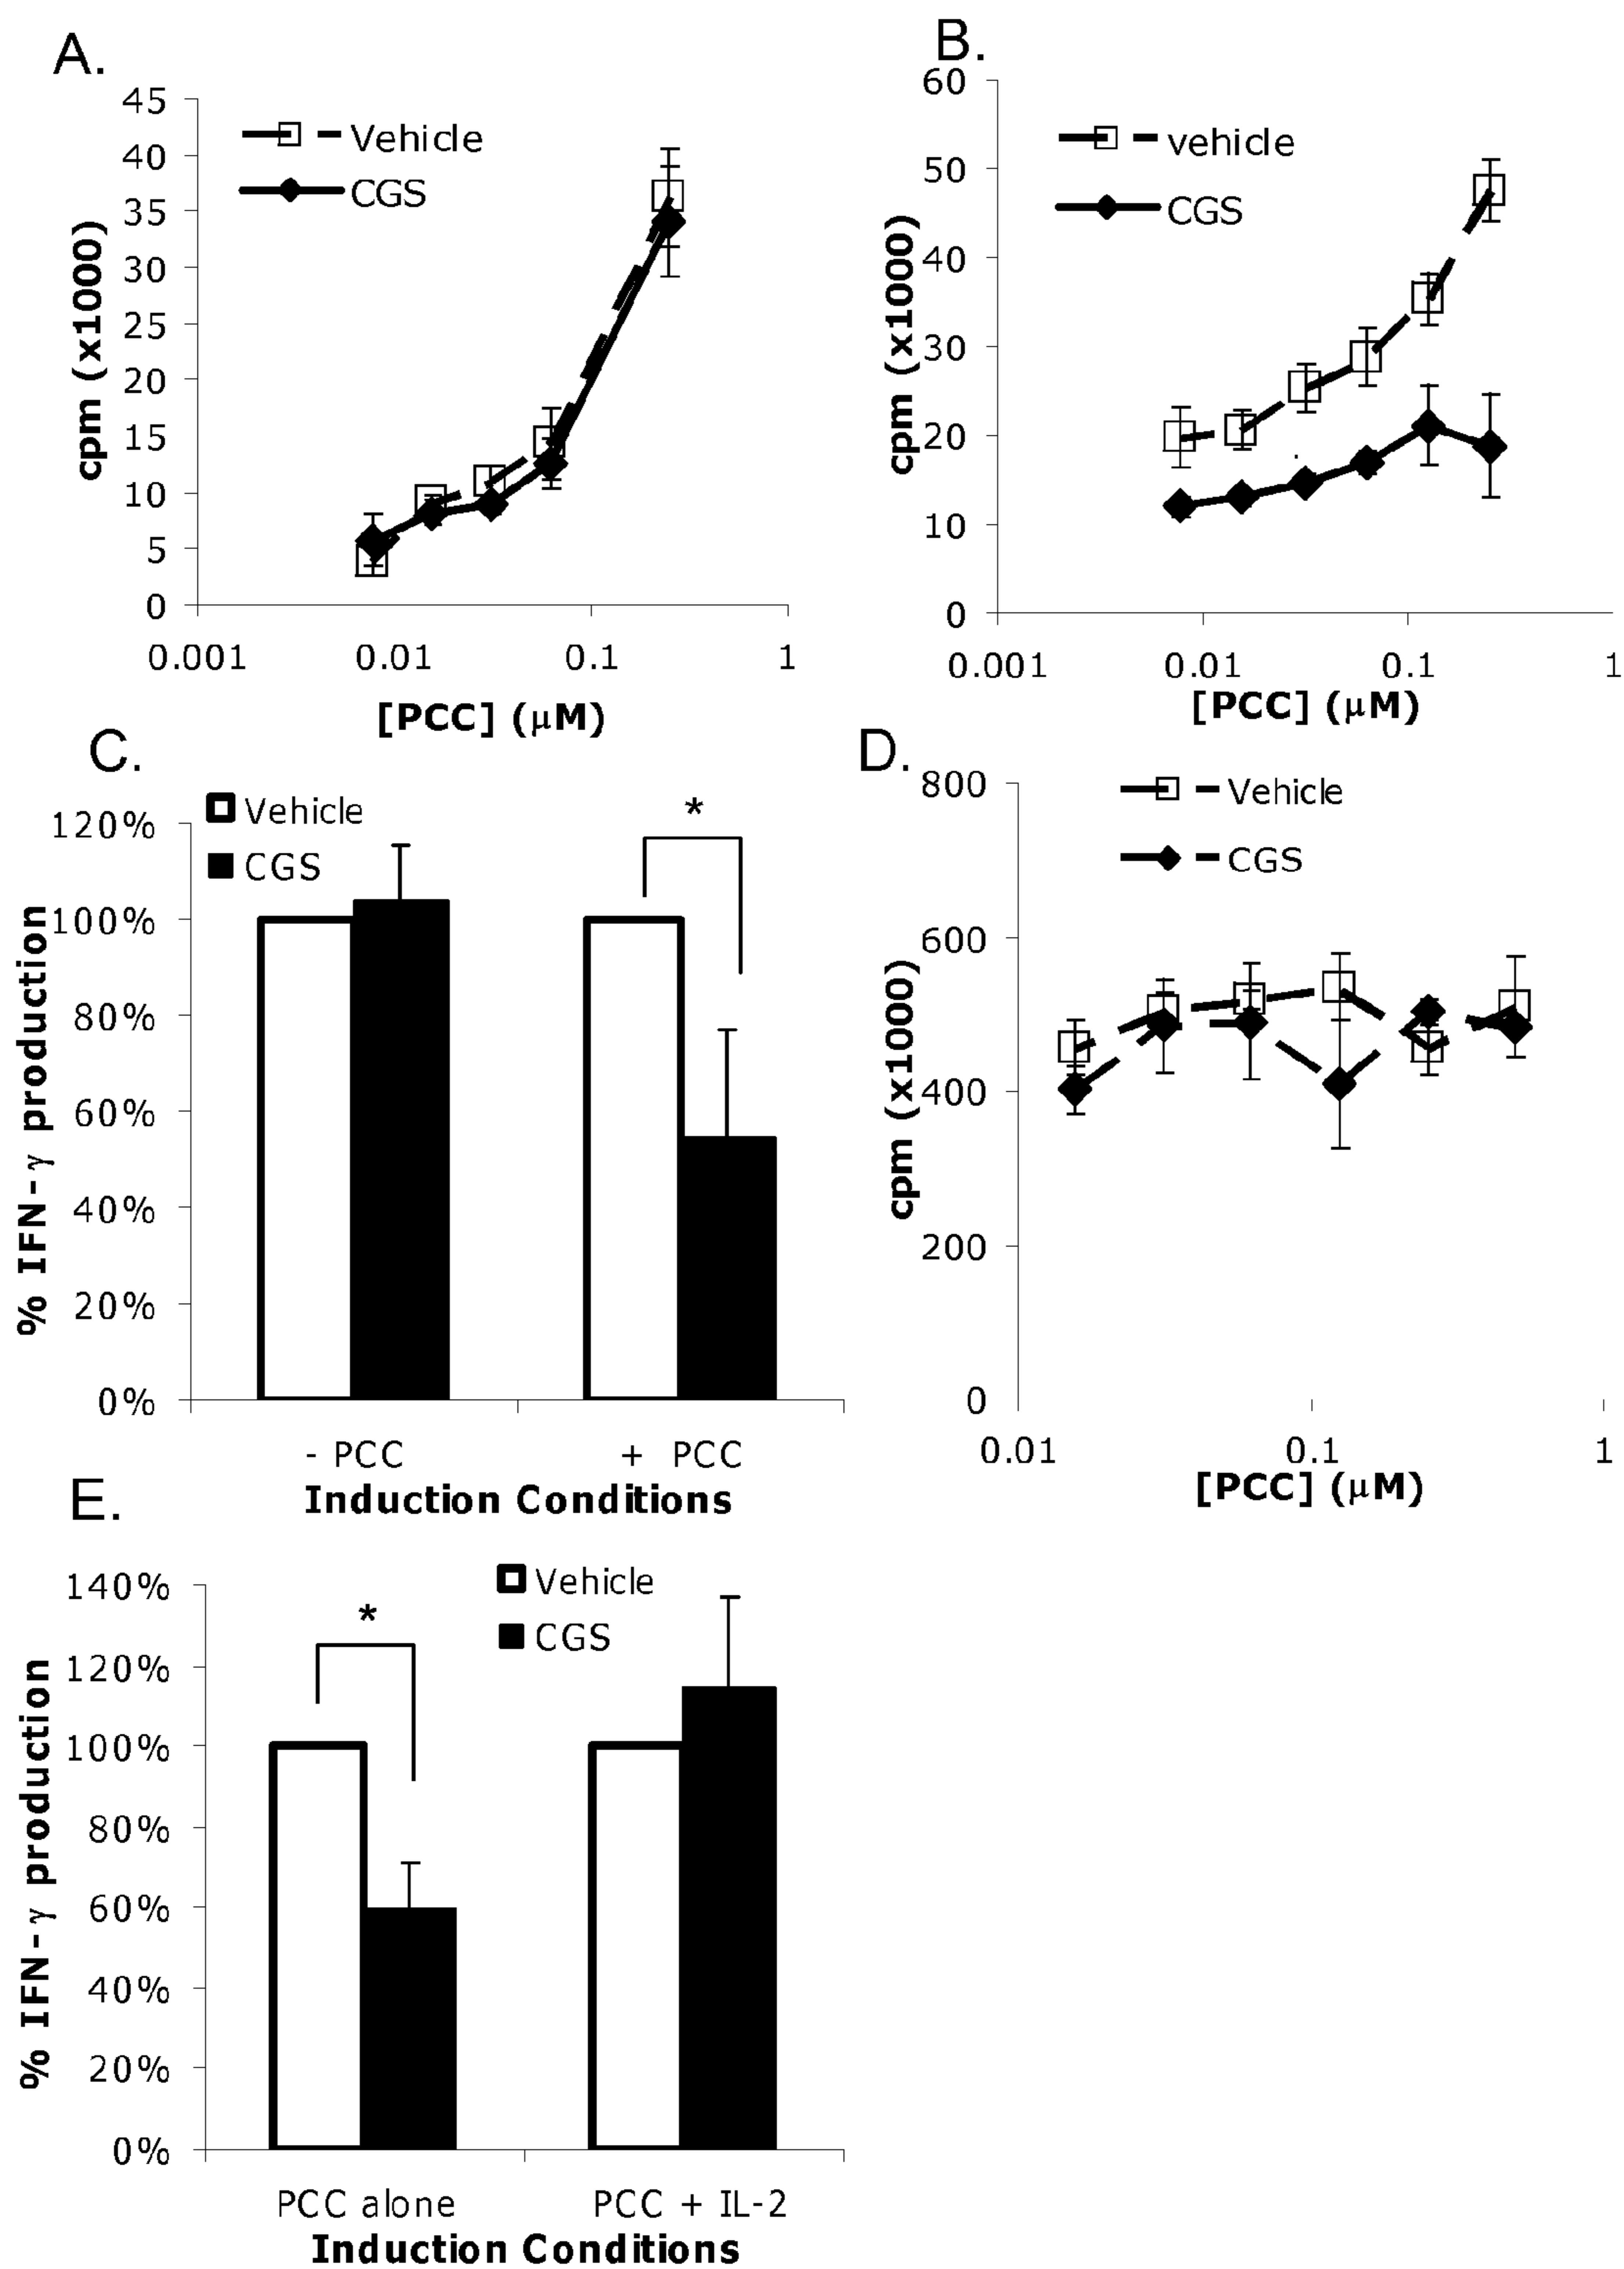 A.
45
40
35
30
25
20
15
10
5
0
cpm (x1000)
Vehicle
CGS
0.001
0.01
0.1
1
[PCC] (μM)
B.
60
50
40
30
20
10
0
cpm (x1000)
vehicle
CGS
0.001
0.01
0.1
1
[PCC] (μM)
C.
120%
100%
80%
60%
40%
20%
0%
% IFN-γ production
Vehicle
CGS
*
- PCC
+ PCC
Induction Conditions
D.
800
600
400
200
0
cpm (x1000)
Vehicle
CGS
0.01
0.1
1
[PCC] (μM)
E.
140%
120%
100%
80%
60%
40%
20%
0%
% IFN-γ production
Vehicle
CGS
*
PCC alone
PCC + IL-2
Induction Conditions